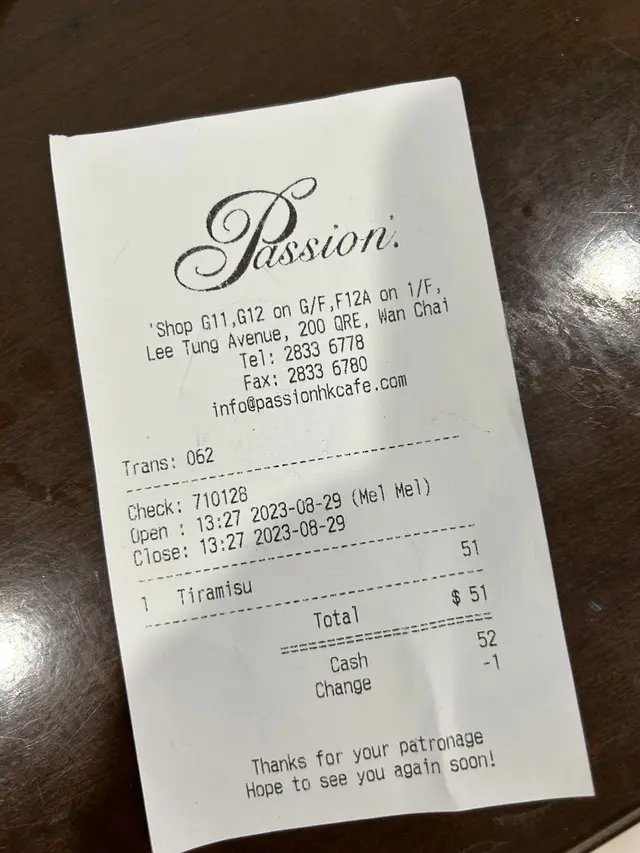 Passion.
'Shop G11,G12 on G/F,F12A on 1/F,
Lee Tung Avenue, 200 QRE, Wan Chai
Tel: 2833 6778
Fax: 2833 6780
info@passionhkcafe.com
Trans: 062
Check: 710128
Open : 13:27 2023-08-29 (Mel Mel)
Close: 13:27 2023-08-29
1 Tiramisu 51
Total $ 51
Cash 52
Change -1
Thanks for your patronage
Hope to see you again soon!